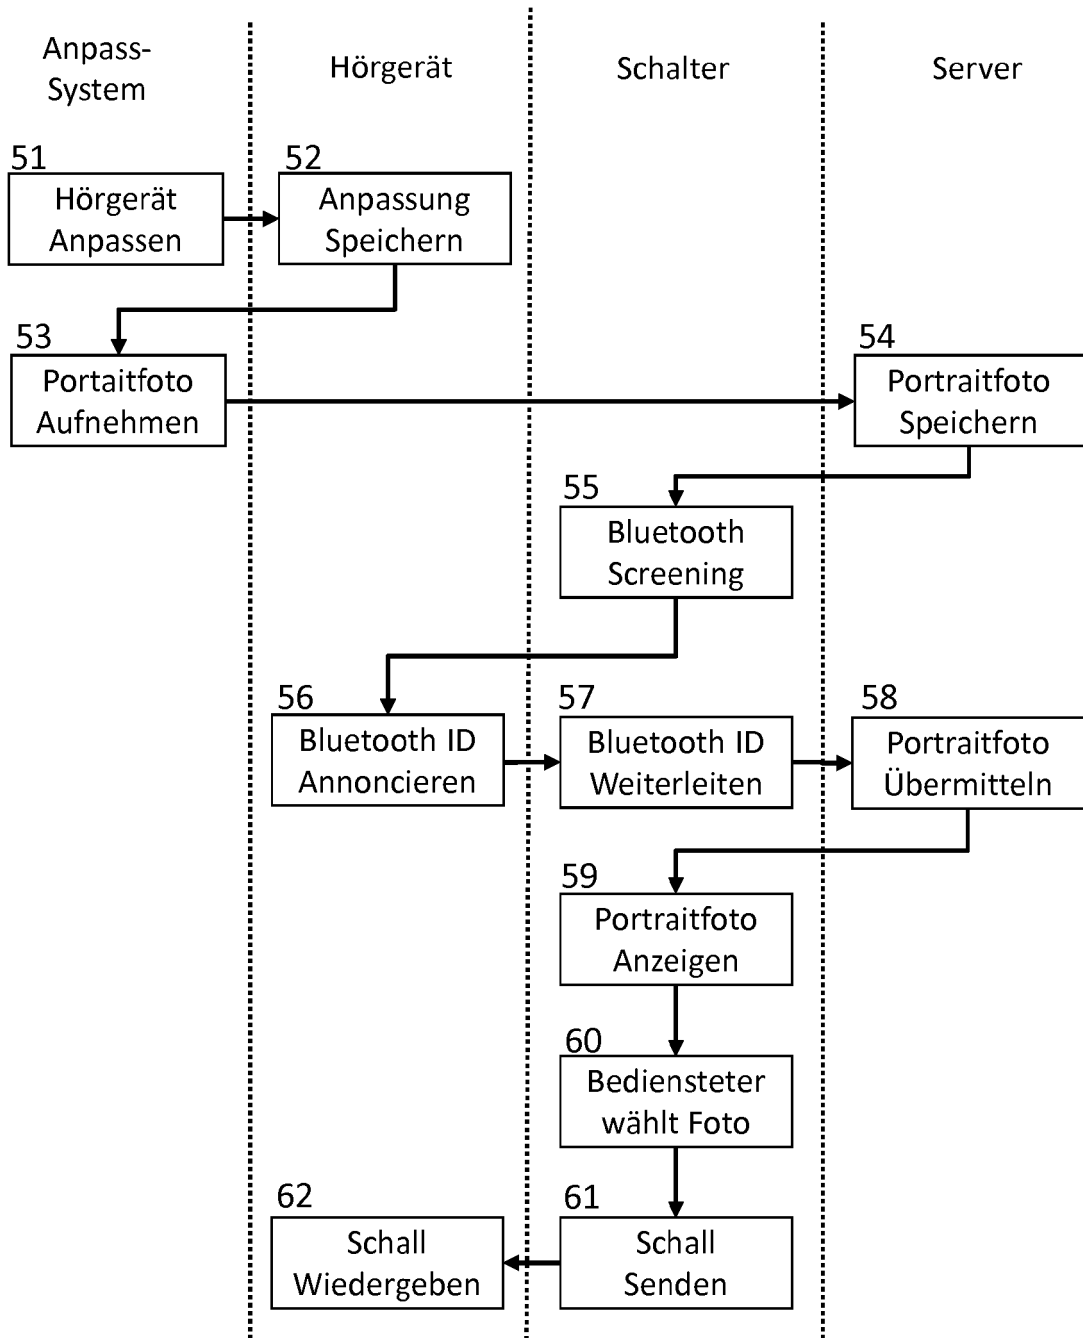 Anpass-
System
Hörgerät
Schalter
Server
51
Hörgerät
Anpassen
52
Anpassung
Speichern
53
Portaitfoto
Aufnehmen
54
Portraitfoto
Speichern
55
Bluetooth
Screening
56
Bluetooth ID
Annoncieren
57
Bluetooth ID
Weiterleiten
58
Portraitfoto
Übermitteln
59
Portraitfoto
Anzeigen
60
Bediensteter
wählt Foto
62
Schall
Wiedergeben
61
Schall
Senden